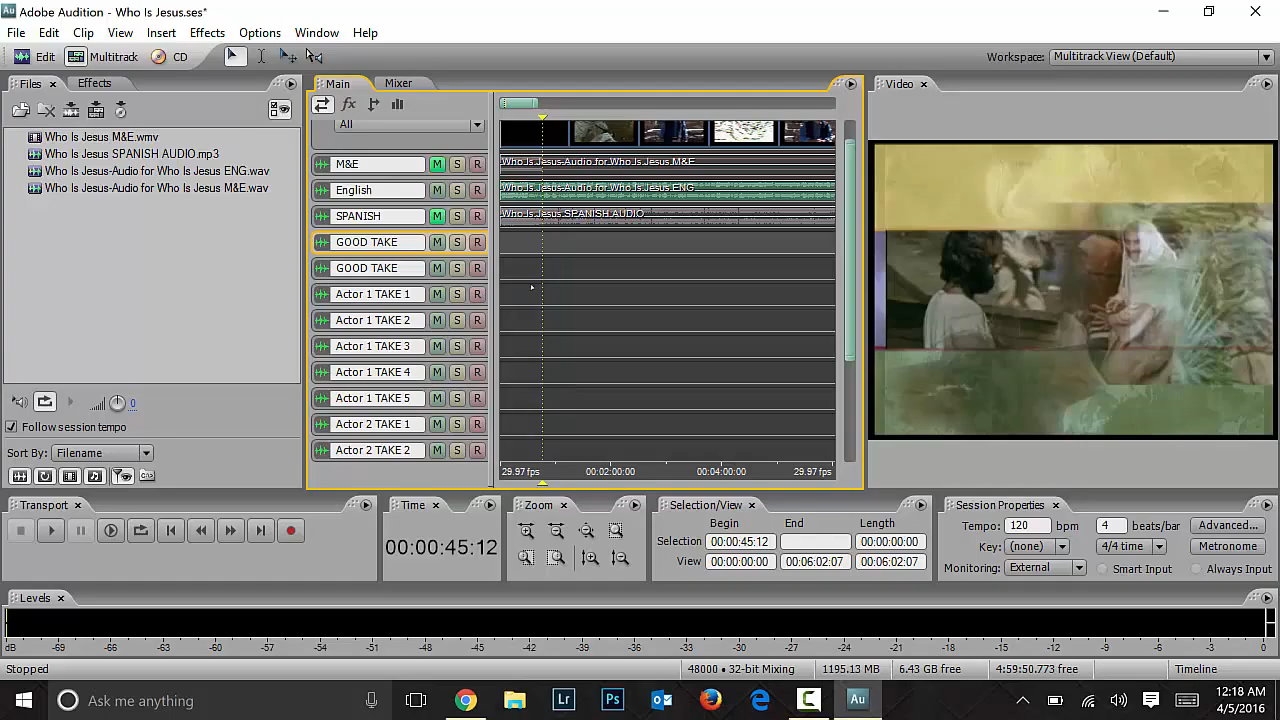 Au Adobe Audition - Who Is Jesus.ses*
File Edit Clip View Insert Effects Options Window Help
Edit Multitrack CD
Workspace: Multitrack View (Default)
Files Effects
Who Is Jesus M&E.wmv
Who Is Jesus SPANISH AUDIO.mp3
Who Is Jesus-Audio for Who Is Jesus ENG.wav
Who Is Jesus-Audio for Who Is Jesus M&E.wav
0
Follow session tempo
Sort By: Filename
Main Mixer
fx
All
M&E M S R
English M S R
SPANISH M S R
GOOD TAKE M S R
GOOD TAKE M S R
Actor 1 TAKE 1 M S R
Actor 1 TAKE 2 M S R
Actor 1 TAKE 3 M S R
Actor 1 TAKE 4 M S R
Actor 1 TAKE 5 M S R
Actor 2 TAKE 1 M S R
Actor 2 TAKE 2 M S R
Who Is Jesus-Audio for Who Is Jesus M&E
Who Is Jesus-Audio for Who Is Jesus ENG
Who Is Jesus SPANISH AUDIO
29.97 fps 00:02:00:00 00:04:00:00 29.97 fps
Video
Transport
Time
00:00:45:12
Zoom
Selection/View
Begin End Length
Selection 00:00:45:12 00:00:00:00
View 00:00:00:00 00:06:02:07 00:06:02:07
Session Properties
Tempo: 120 bpm 4 beats/bar Advanced...
Key: (none) 4/4 time Metronome
Monitoring: External Smart Input Always Input
Levels
dB -69 -66 -63 -60 -57 -54 -51 -48 -45 -42 -39 -36 -33 -30 -27 -24 -21 -18 -15 -12 -9 -6 -3 0
Stopped
48000 • 32-bit Mixing 1195.13 MB 6.43 GB free 4:59:50.773 free Timeline
Ask me anything
Lr Ps Au
12:18 AM
4/5/2016